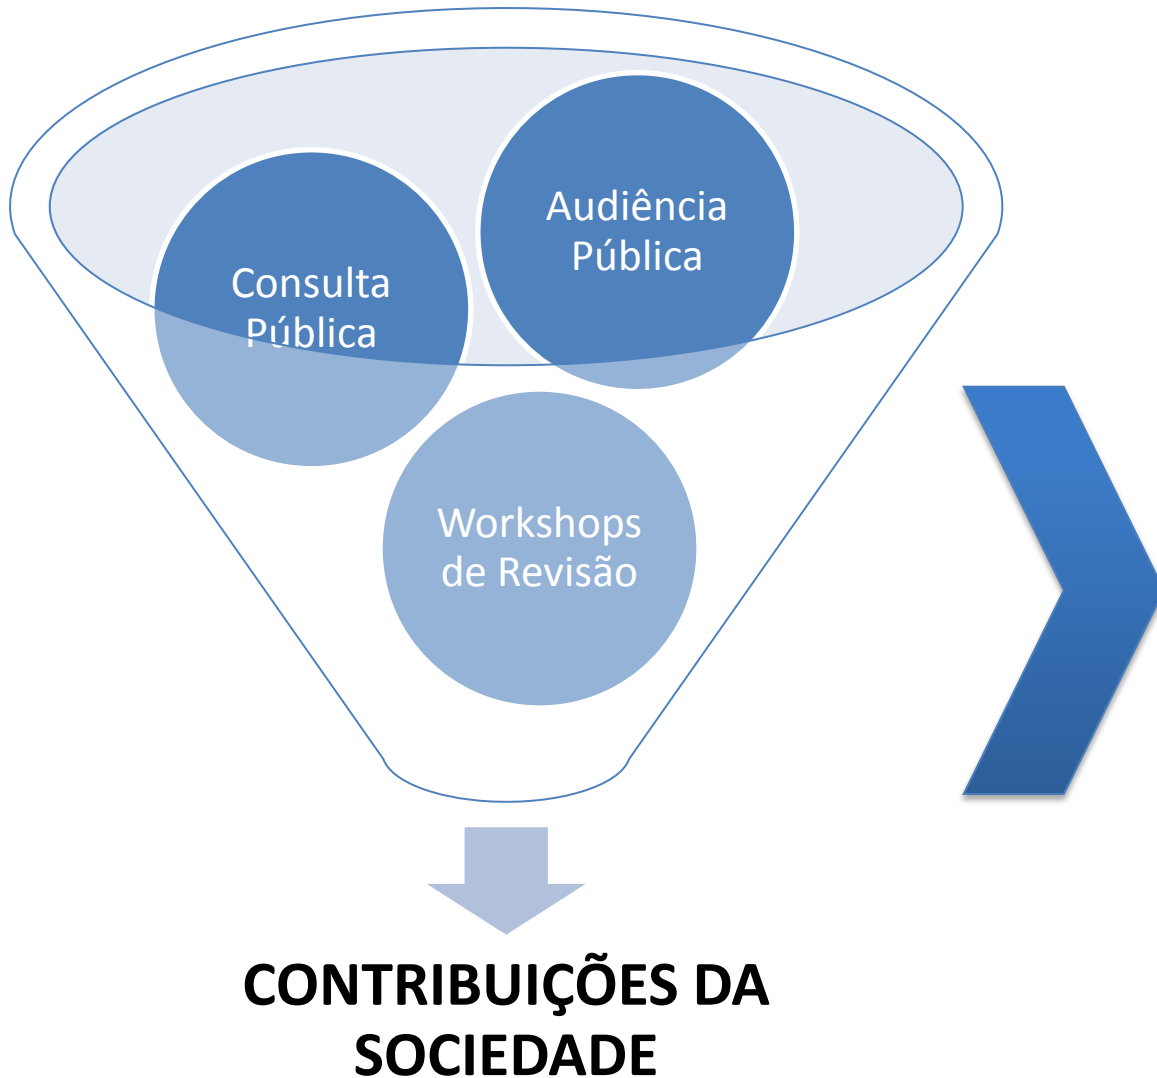 Audiência
Pública
Consulta
Pública
Workshops
de Revisão
CONTRIBUIÇÕES DA
SOCIEDADE